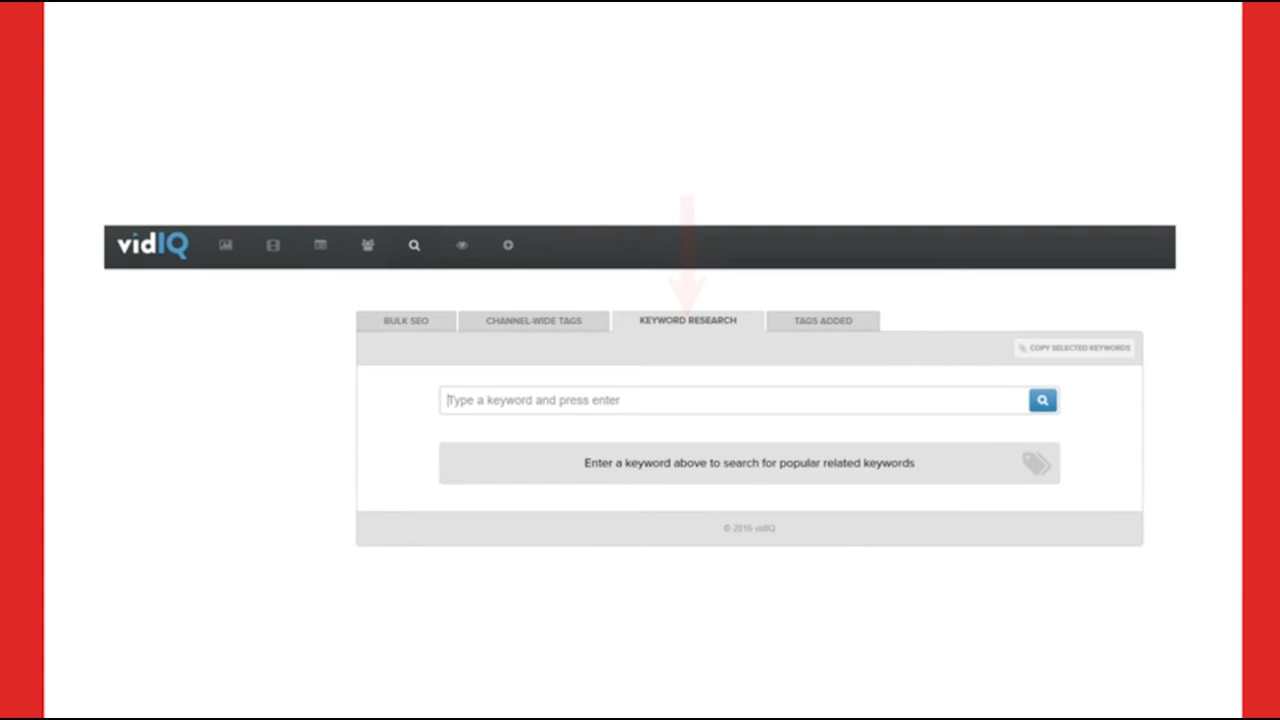 vidIQ
BULK SEO
CHANNEL-WIDE TAGS
KEYWORD RESEARCH
TAGS ADDED
COPY SELECTED KEYWORDS
Type a keyword and press enter
Enter a keyword above to search for popular related keywords
© 2016 vidIQ